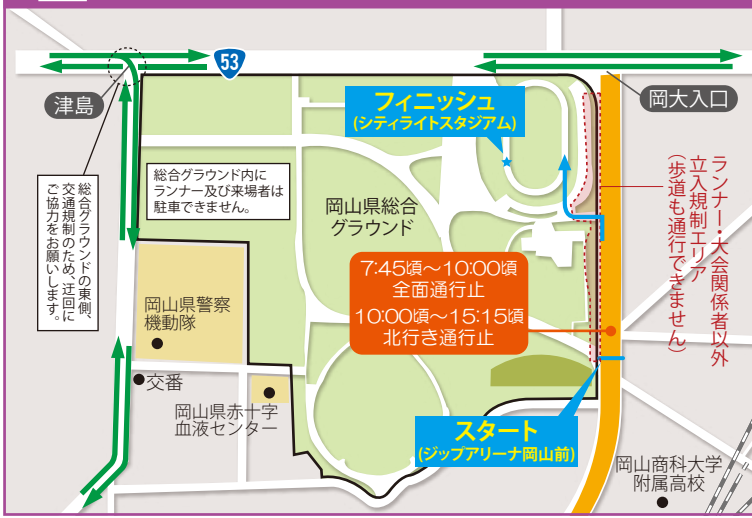 53
津島
岡大入口
フィニッシュ
(シティライトスタジアム)
総合グラウンド内に
ランナー及び来場者は
駐車できません。
総合グラウンドの東側、
交通規制のため、迂回に
ご協力をお願いします。
岡山県総合
グラウンド
ランナー・大会関係者以外
立入規制エリア
(歩道も通行できません)
7:45頃〜10:00頃
全面通行止
10:00頃〜15:15頃
北行き通行止
岡山県警察
機動隊
交番
岡山県赤十字
血液センター
スタート
(ジップアリーナ岡山前)
岡山商科大学
附属高校